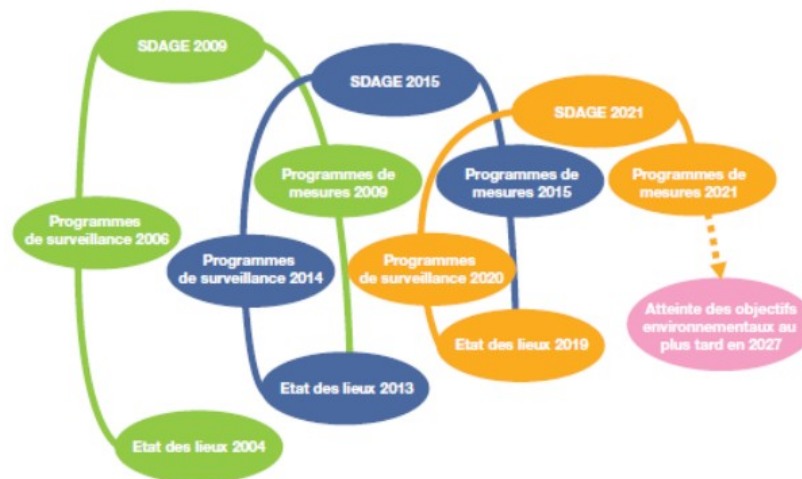 SDAGE 2009
SDAGE 2015
SDAGE 2021
Programmes de
mesures 2009
Programmes de
mesures 2015
Programmes de
mesures 2021
Programmes
de surveillance 2006
Programmes
de surveillance 2014
Programmes
de surveillance 2020
Atteinte des objectifs
environnementaux au
plus tard en 2027
Etat des lieux 2019
Etat des lieux 2013
Etat des lieux 2004